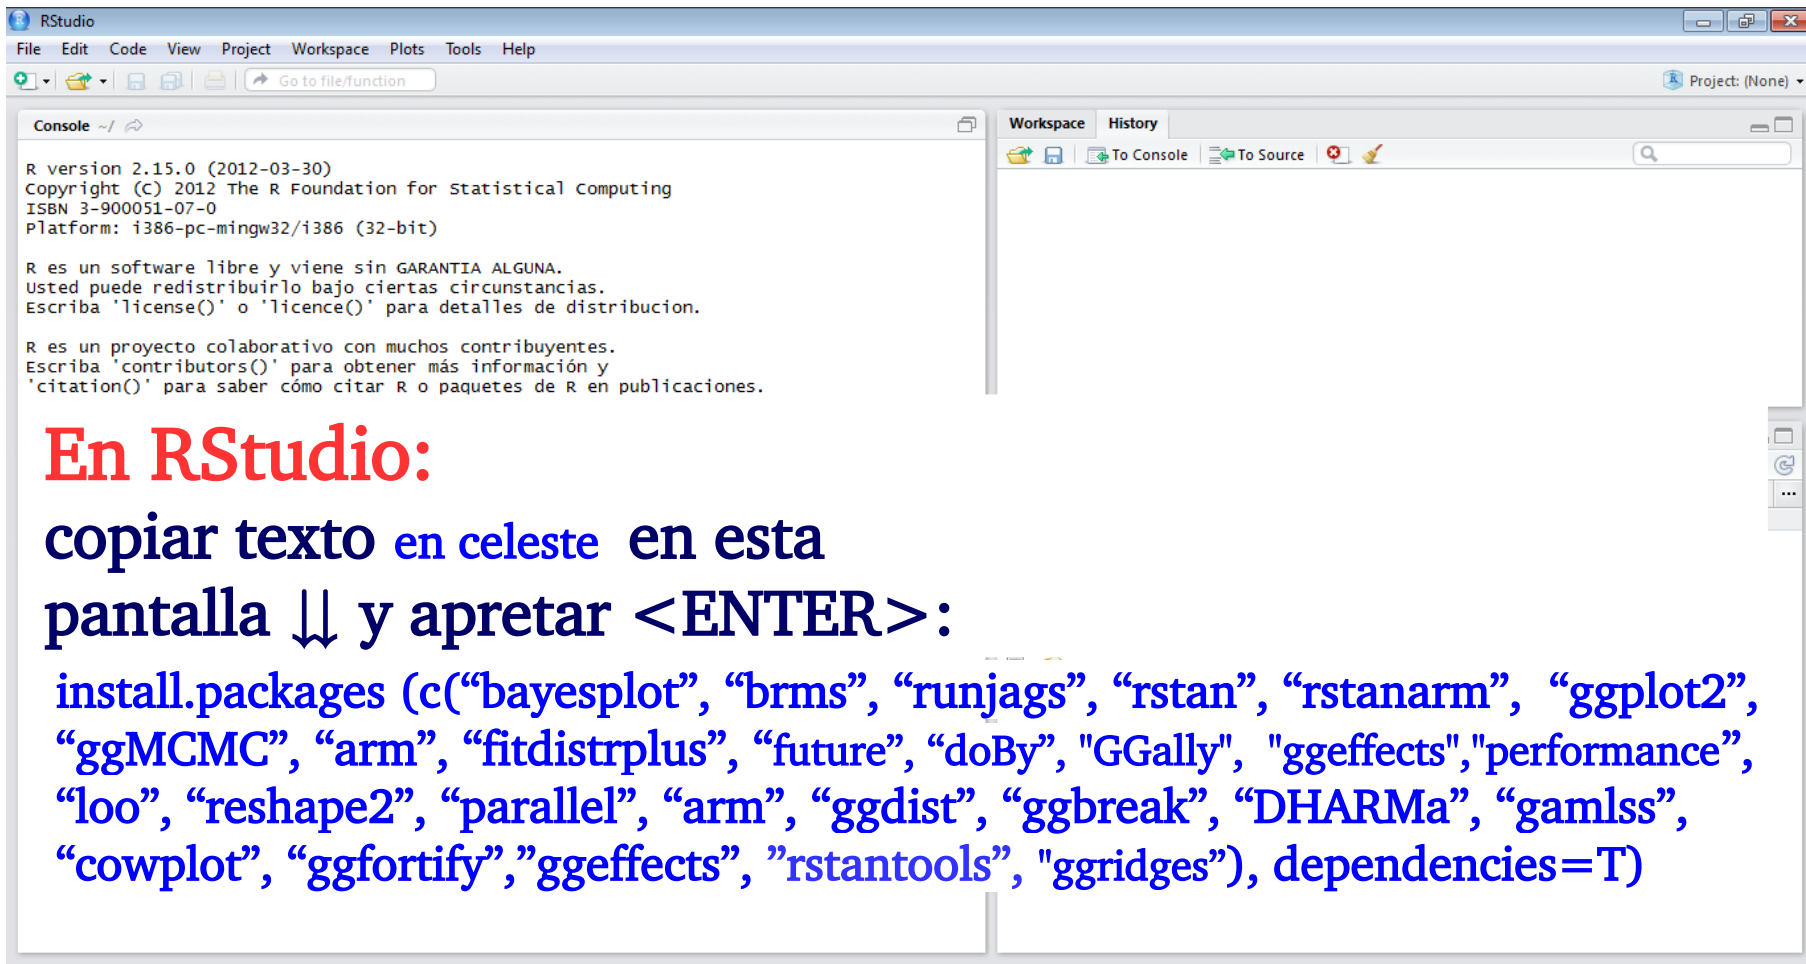 RStudio
File Edit Code View Project Workspace Plots Tools Help
Go to file/function
Project: (None)
Console ~/
Workspace History
To Console To Source
R version 2.15.0 (2012-03-30)
Copyright (C) 2012 The R Foundation for Statistical Computing
ISBN 3-900051-07-0
Platform: i386-pc-mingw32/i386 (32-bit)
R es un software libre y viene sin GARANTIA ALGUNA.
Usted puede redistribuirlo bajo ciertas circunstancias.
Escriba 'license()' o 'licence()' para detalles de distribucion.
R es un proyecto colaborativo con muchos contribuyentes.
Escriba 'contributors()' para obtener más información y
'citation()' para saber cómo citar R o paquetes de R en publicaciones.
En RStudio:
copiar texto en celeste en esta
pantalla ⇊ y apretar <ENTER>:
install.packages (c(“bayesplot”, “brms”, “runjags”, “rstan”, “rstanarm”, “ggplot2”,
“ggMCMC”, “arm”, “fitdistrplus”, “future”, “doBy”, "GGally", "ggeffects","performance”,
“loo”, “reshape2”, “parallel”, “arm”, “ggdist”, “ggbreak”, “DHARMa”, “gamlss”,
“cowplot”, “ggfortify”,”ggeffects”, ”rstantools”, "ggridges”), dependencies=T)